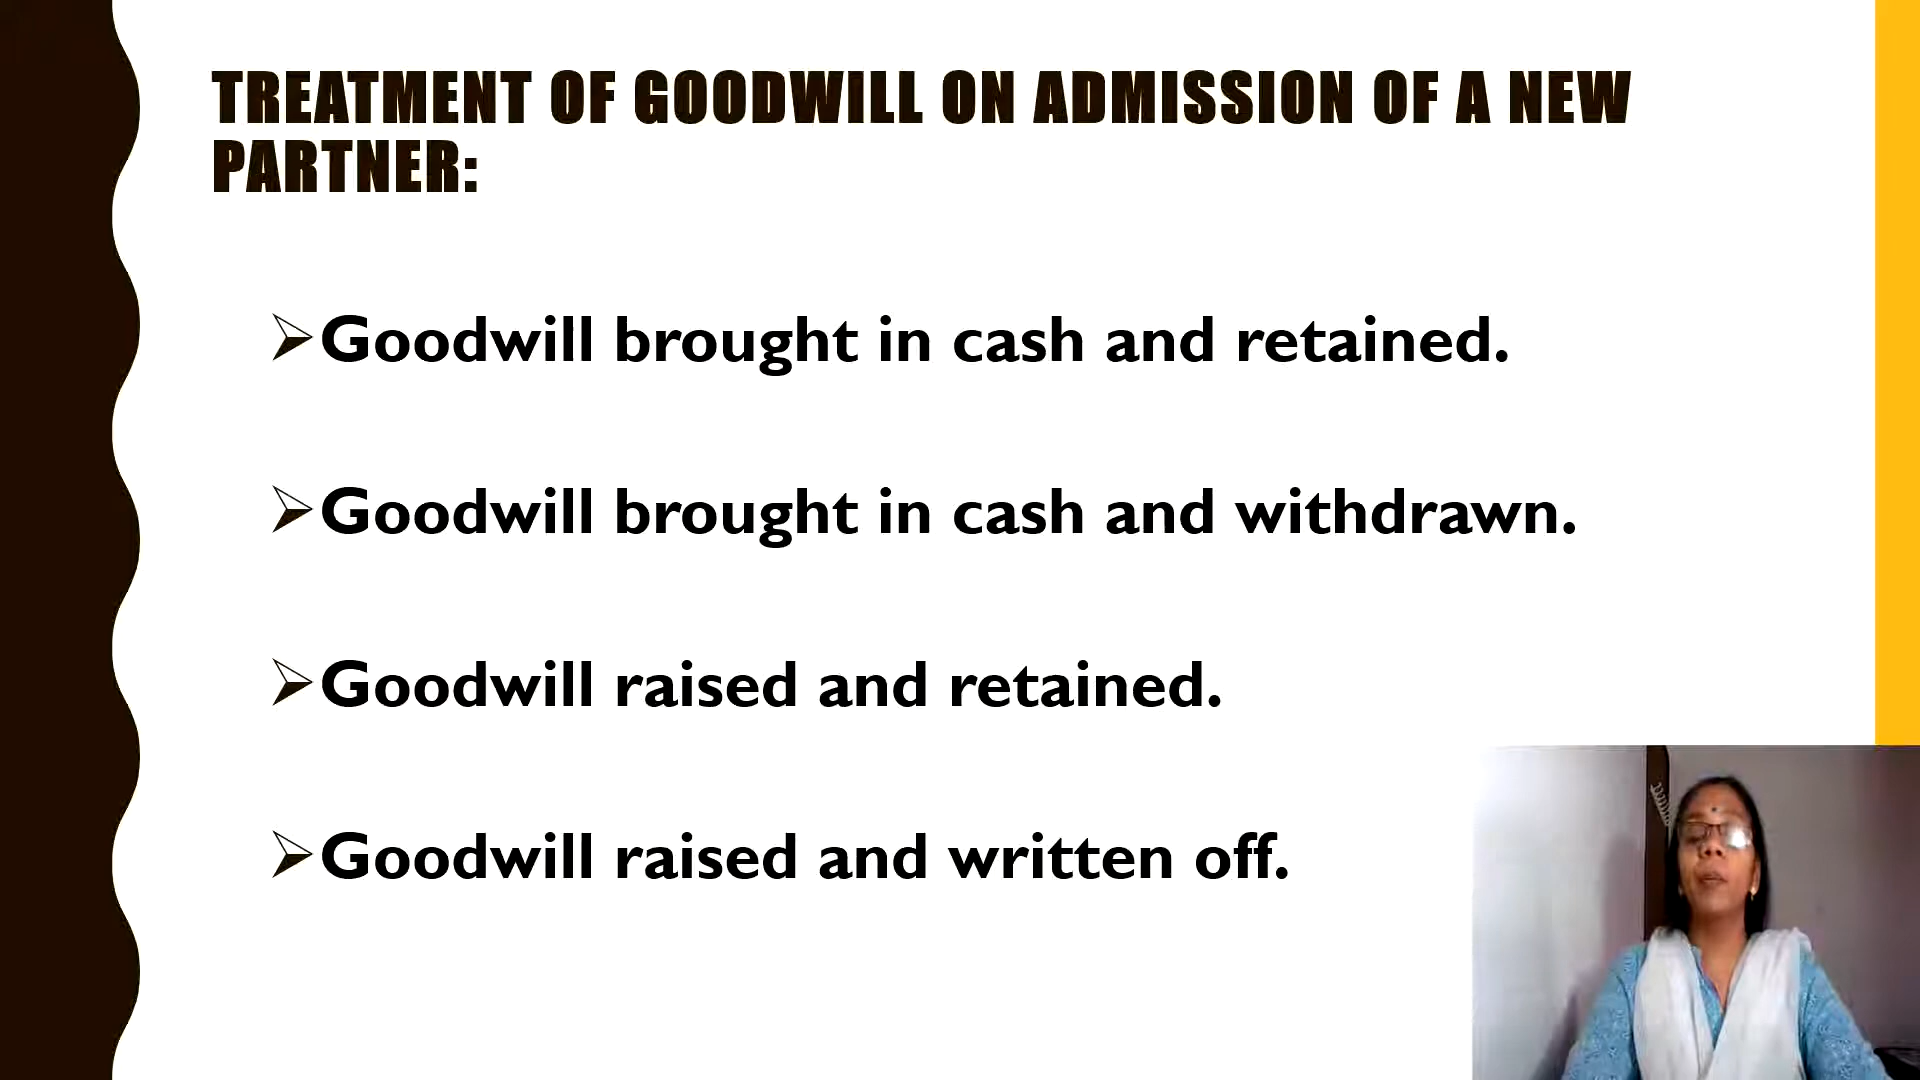 TREATMENT OF GOODWILL ON ADMISSION OF A NEW
PARTNER:
➢Goodwill brought in cash and retained.
➢Goodwill brought in cash and withdrawn.
➢Goodwill raised and retained.
➢Goodwill raised and written off.